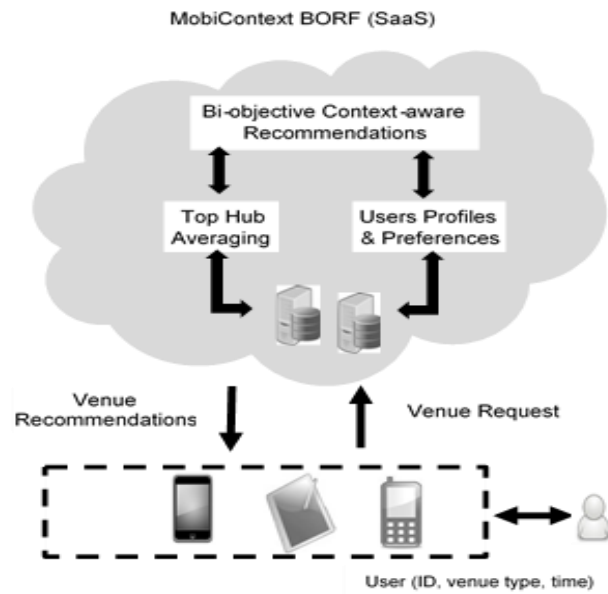 MobiContext BORF (SaaS)
Bi-objective Context-aware
Recommendations
Top Hub
Averaging
Users Profiles
& Preferences
Venue
Recommendations
Venue Request
User (ID, venue type, time)